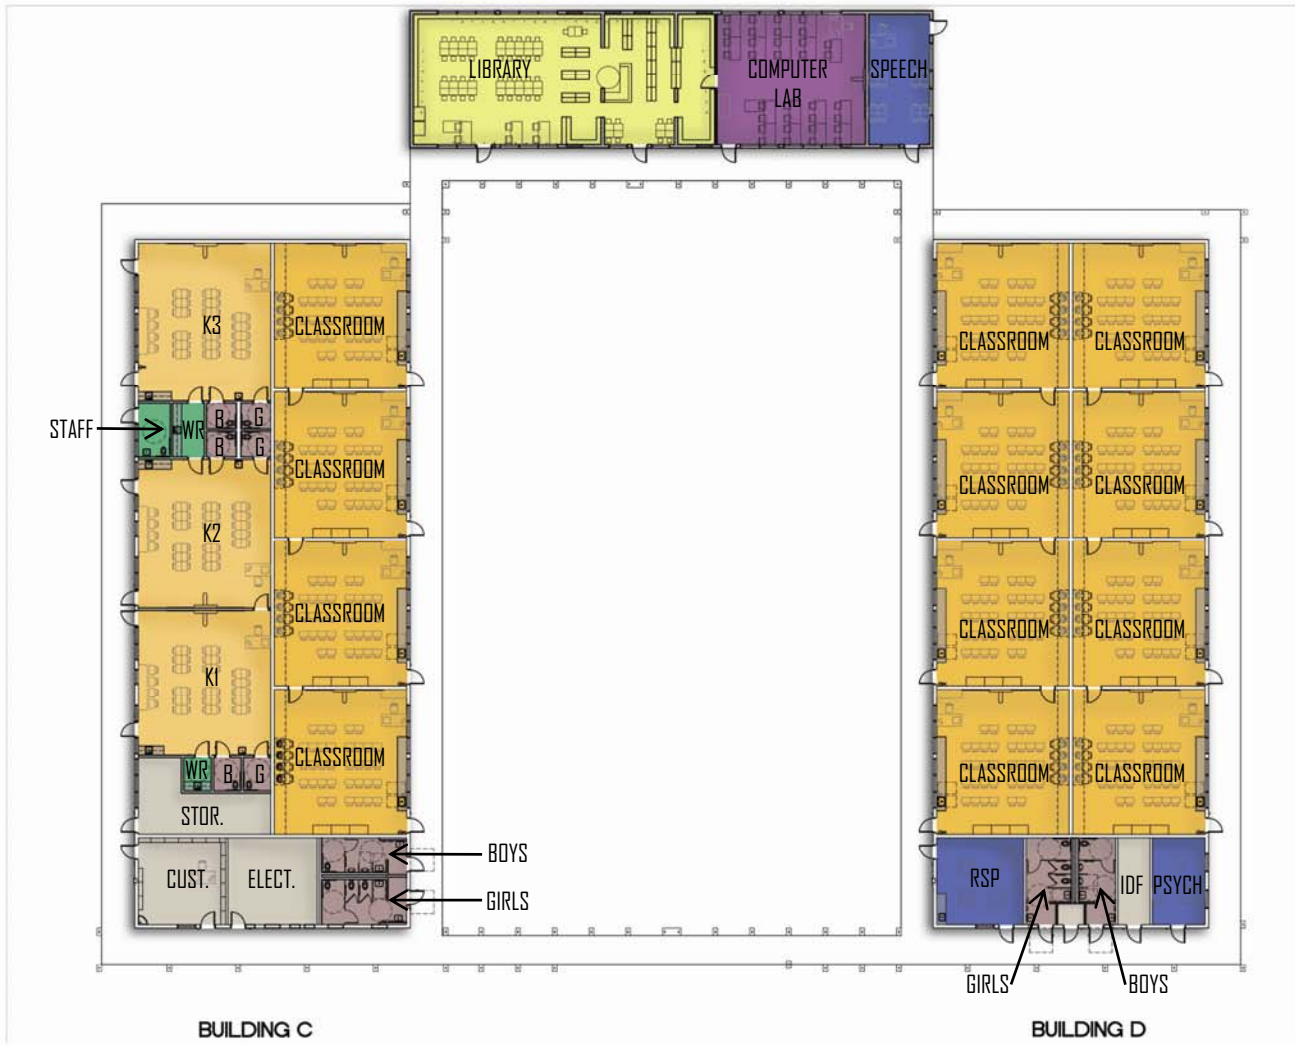 LIBRARY
COMPUTER
LAB
SPEECH
K3
CLASSROOM
CLASSROOM
CLASSROOM
STAFF
WR
B
G
B
G
CLASSROOM
CLASSROOM
CLASSROOM
K2
CLASSROOM
CLASSROOM
CLASSROOM
K1
WR
B
G
CLASSROOM
CLASSROOM
CLASSROOM
STOR.
CUST.
ELECT.
BOYS
GIRLS
RSP
IDF
PSYCH
GIRLS
BOYS
BUILDING C
BUILDING D